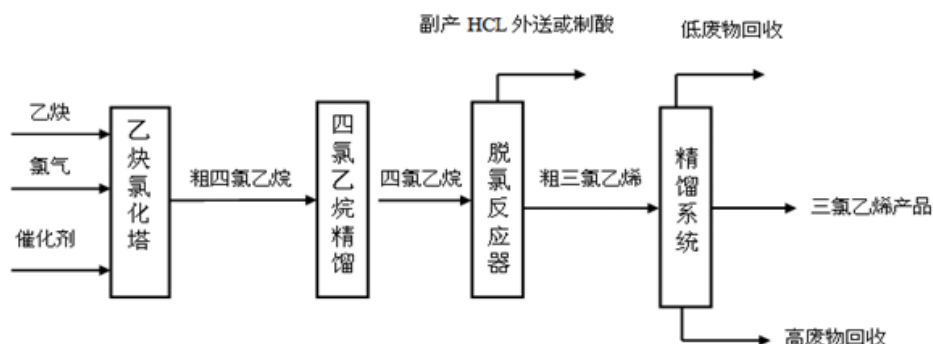 副产 HCL 外送或制酸
低废物回收
乙炔
氯气
催化剂
乙炔氯化塔
粗四氯乙烷
四氯乙烷精馏
四氯乙烷
脱氯反应器
粗三氯乙烯
精馏系统
三氯乙烯产品
高废物回收